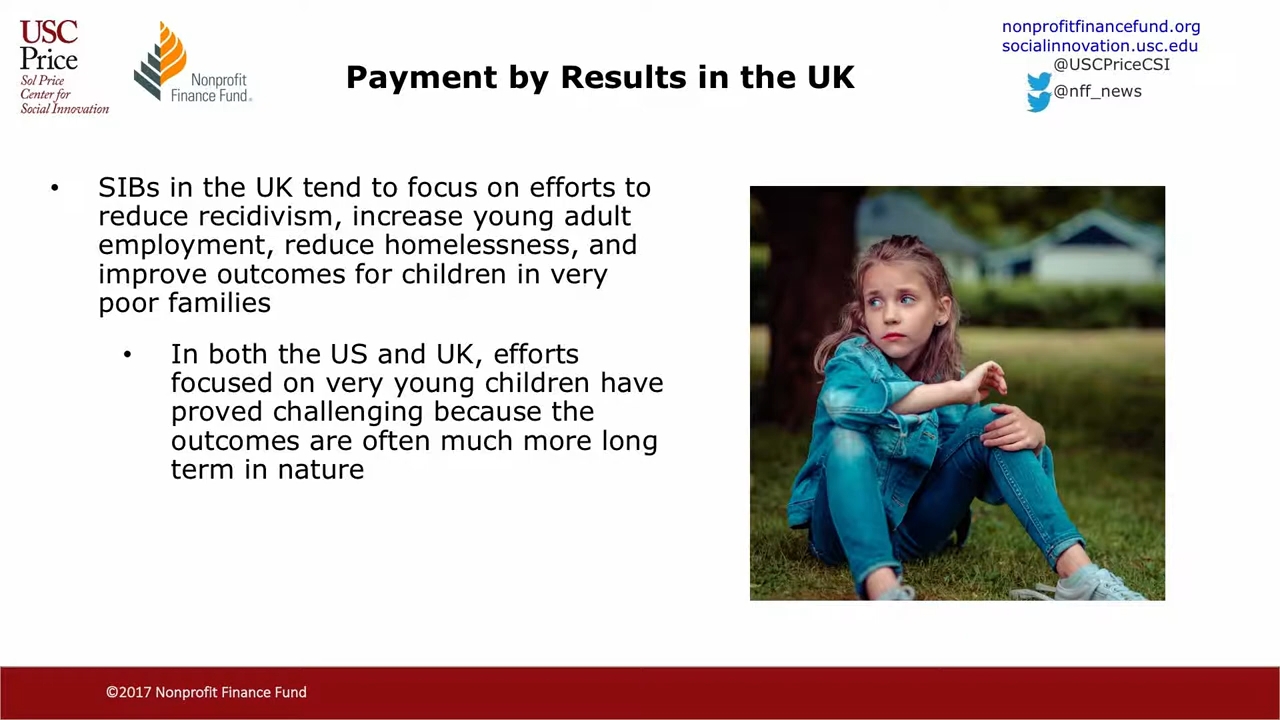 USC
Price
Sol Price
Center for
Social Innovation
Nonprofit
Finance Fund®
Payment by Results in the UK
nonprofitfinancefund.org
socialinnovation.usc.edu
@USCPriceCSI
@nff_news
• SIBs in the UK tend to focus on efforts to
reduce recidivism, increase young adult
employment, reduce homelessness, and
improve outcomes for children in very
poor families
• In both the US and UK, efforts
focused on very young children have
proved challenging because the
outcomes are often much more long
term in nature
©2017 Nonprofit Finance Fund